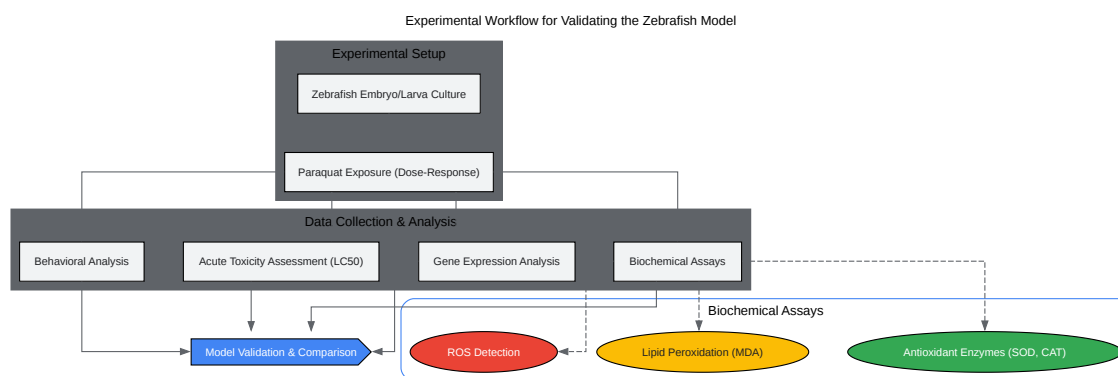 Experimental Workflow for Validating the Zebrafish Model
Experimental Setup
Zebrafish Embryo/Larva Culture
Paraquat Exposure (Dose-Response)
Data Collection & Analysis
Behavioral Analysis
Acute Toxicity Assessment (LC50)
Gene Expression Analysis
Biochemical Assays
Biochemical Assays
Model Validation & Comparison
ROS Detection
Lipid Peroxidation (MDA)
Antioxidant Enzymes (SOD, CAT)